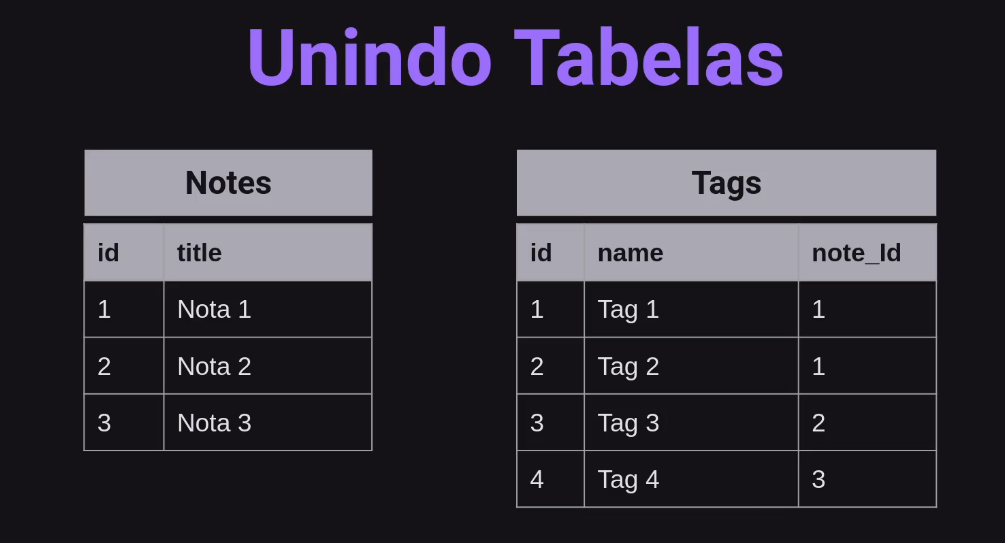 Unindo Tabelas
Notes
id title
1 Nota 1
2 Nota 2
3 Nota 3
Tags
id name note_Id
1 Tag 1 1
2 Tag 2 1
3 Tag 3 2
4 Tag 4 3